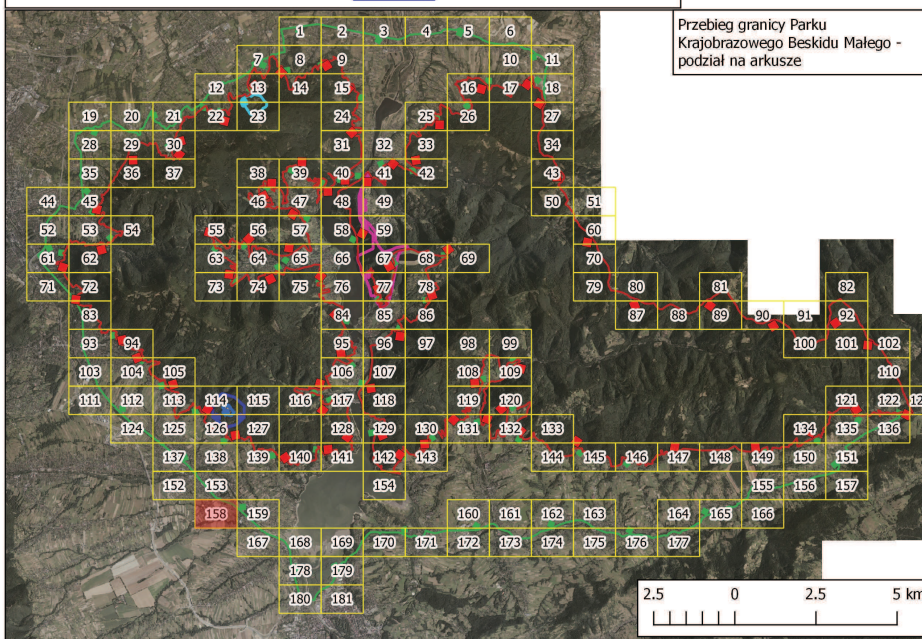 Przebieg granicy Parku
Krajobrazowego Beskidu Małego -
podział na arkusze
1 2 3 4 5 6
7 8 9 10 11
12 13 14 15 16 17 18
19 20 21 22 23 24 25 26 27
28 29 30 31 32 33 34
35 36 37 38 39 40 41 42 43
44 45 46 47 48 49 50 51
52 53 54 55 56 57 58 59 60
61 62 63 64 65 66 67 68 69 70
71 72 73 74 75 76 77 78 79 80 81 82
83 84 85 86 87 88 89 90 91 92
93 94 95 96 97 98 99 100 101 102
103 104 105 106 107 108 109 110
111 112 113 114 115 116 117 118 119 120 121 122 12
124 125 126 127 128 129 130 131 132 133 134 135 136
137 138 139 140 141 142 143 144 145 146 147 148 149 150 151
152 153 154 155 156 157
158 159 160 161 162 163 164 165 166
167 168 169 170 171 172 173 174 175 176 177
178 179
180 181
2.5 0 2.5 5 km